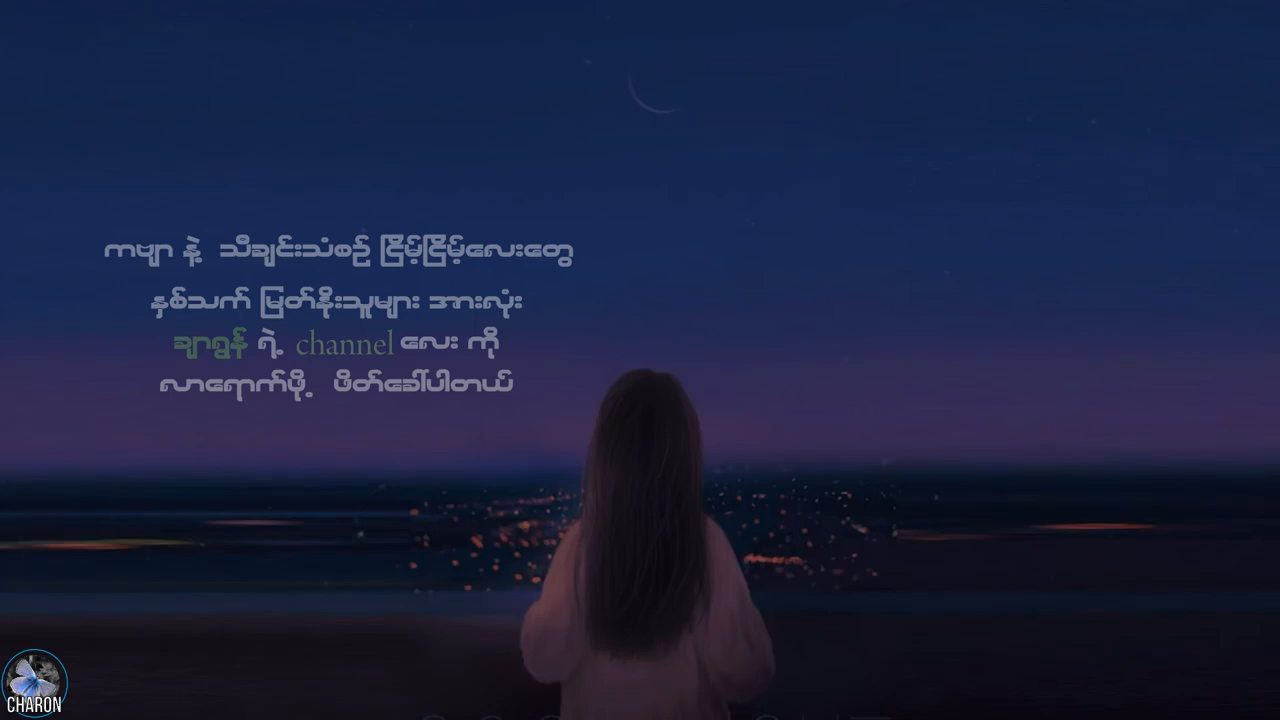 ကဗျာ နဲ့ သီချင်းသံစဉ် ငြိမ့်ငြိမ့်လေးတွေ
နှစ်သက် မြတ်နိုးသူများ အားလုံး
ချာရွန် ရဲ့ channel လေး ကို
လာရောက်ဖို့ ဖိတ်ခေါ်ပါတယ်
CHARON